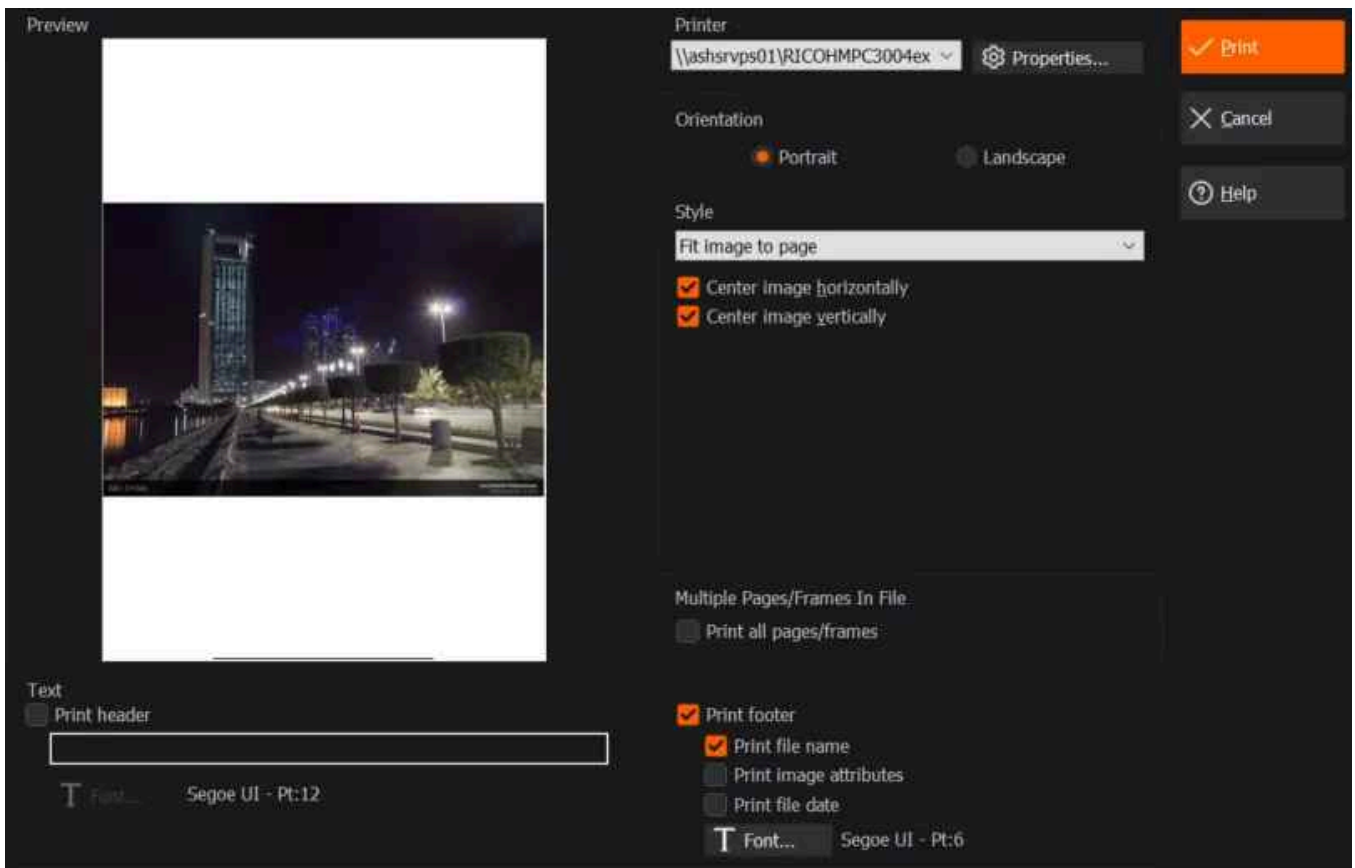 Preview
Printer
\\ashsrvps01\RICOHMPC3004ex
Properties...
Print
Orientation
Portrait
Landscape
Cancel
Help
Style
Fit image to page
Center image horizontally
Center image vertically
Multiple Pages/Frames In File
Print all pages/frames
Text
Print header
T Font...
Segoe UI - Pt:12
Print footer
Print file name
Print image attributes
Print file date
T Font...
Segoe UI - Pt:6